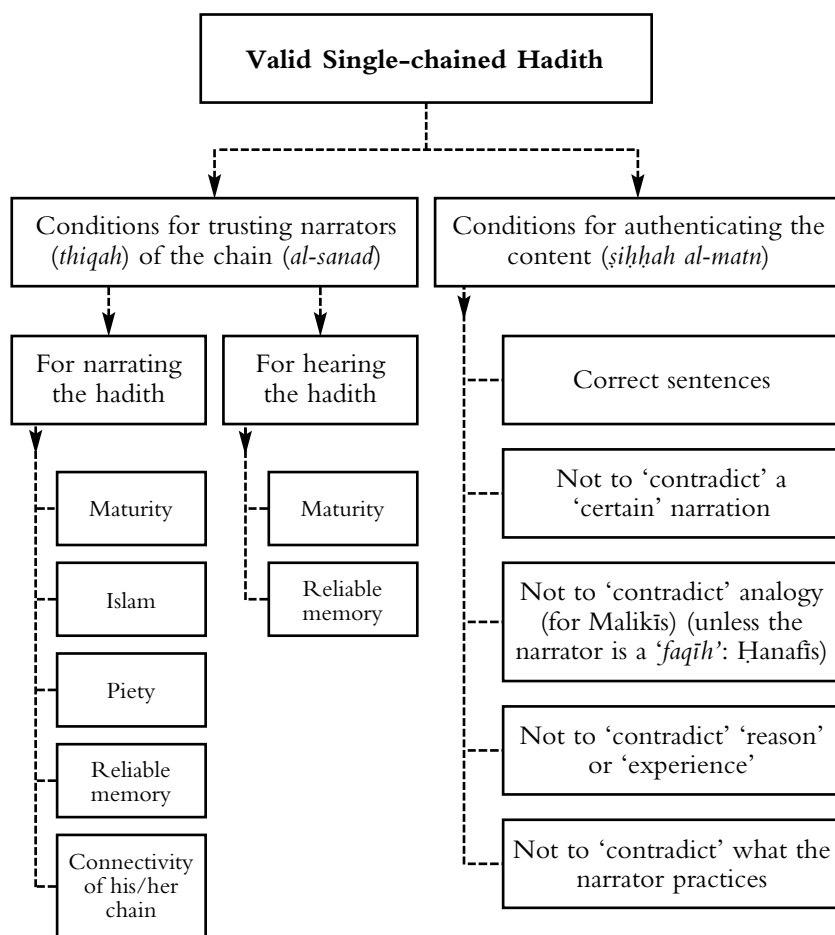 Valid Single-chained Hadith
Conditions for trusting narrators
(thiqah) of the chain (al-sanad)
Conditions for authenticating the
content (ṣiḥḥah al-matn)
For narrating
the hadith
For hearing
the hadith
Maturity
Islam
Piety
Reliable
memory
Connectivity
of his/her
chain
Maturity
Reliable
memory
Correct sentences
Not to ‘contradict’ a
‘certain’ narration
Not to ‘contradict’ analogy
(for Malikīs) (unless the
narrator is a ‘faqīh’: Ḥanafīs)
Not to ‘contradict’ ‘reason’
or ‘experience’
Not to ‘contradict’ what the
narrator practices